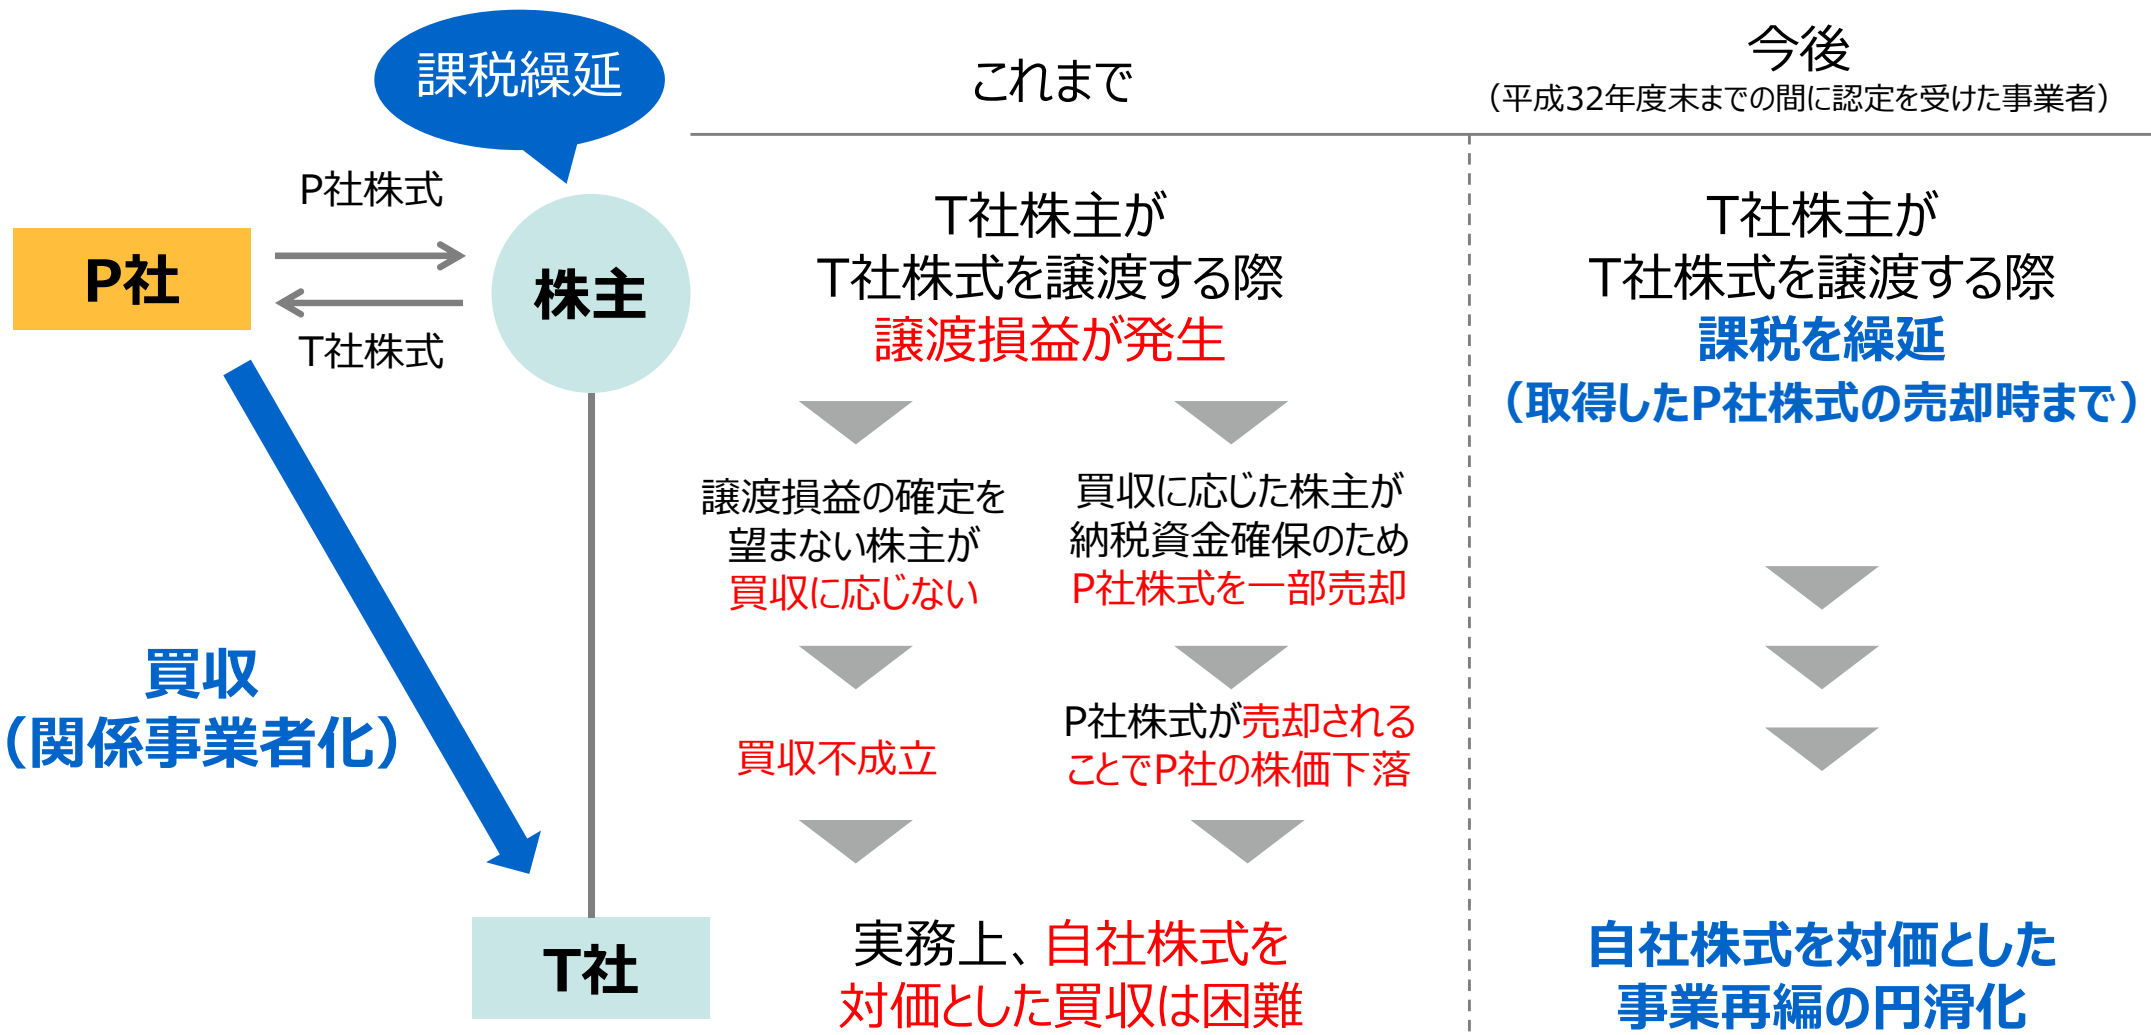 課税繰延
P社株式
P社
株主
T社株式
買収
（関係事業者化）
T社
これまで
T社株主が
T社株式を譲渡する際
譲渡損益が発生
譲渡損益の確定を
望まない株主が
買収に応じない
買収不成立
買収に応じた株主が
納税資金確保のため
P社株式を一部売却
P社株式が売却される
ことでP社の株価下落
実務上、自社株式を
対価とした買収は困難
今後
（平成32年度末までの間に認定を受けた事業者）
T社株主が
T社株式を譲渡する際
課税を繰延
（取得したP社株式の売却時まで）
自社株式を対価とした
事業再編の円滑化